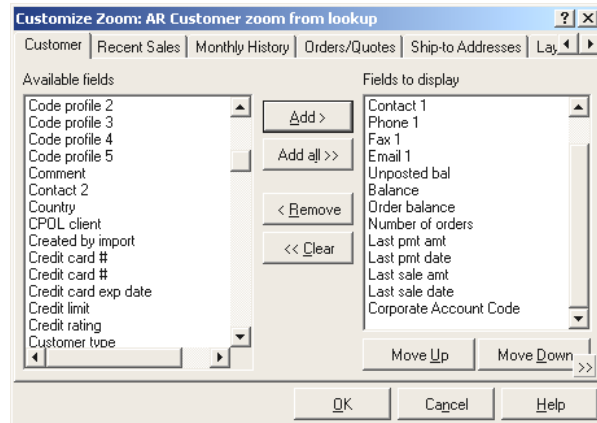 Customize Zoom: AR Customer zoom from lookup
Customer Recent Sales Monthly History Orders/Quotes Ship-to Addresses Lay
Available fields
Code profile 2
Code profile 3
Code profile 4
Code profile 5
Comment
Contact 2
Country
CPOL client
Created by import
Credit card #
Credit card #
Credit card exp date
Credit limit
Credit rating
Customer type
Add >
Add all >>
< Remove
<< Clear
Fields to display
Contact 1
Phone 1
Fax 1
Email 1
Unposted bal
Balance
Order balance
Number of orders
Last pmt amt
Last pmt date
Last sale amt
Last sale date
Corporate Account Code
Move Up Move Down
>>
OK Cancel Help